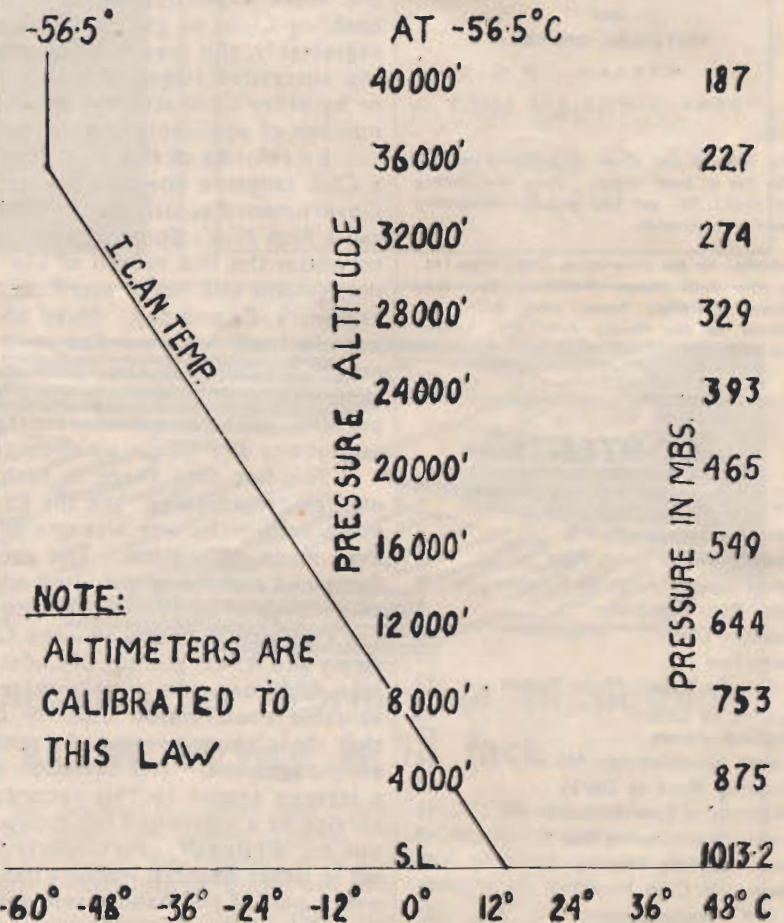 -56·5° AT -56·5°C
40000' 187
36000' 227
I.C.AN TEMP.
PRESSURE ALTITUDE
32000' 274
28000' 329
24000' 393
PRESSURE IN MBS.
20000' 465
16000' 549
NOTE:
12000' 644
ALTIMETERS ARE
CALIBRATED TO 8000' 753
THIS LAW
4000' 875
S.L. 1013·2
-60° -48° -36° -24° -12° 0° 12° 24° 36° 48°C